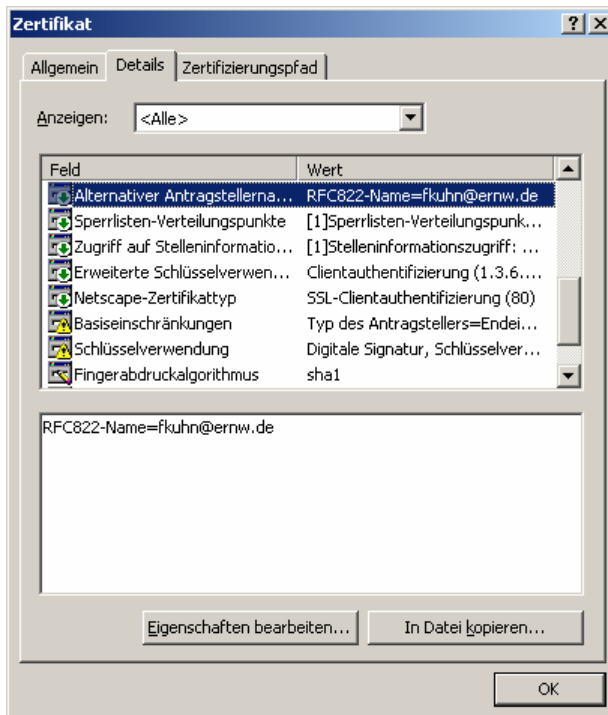 Zertifikat
Allgemein Details Zertifizierungspfad
Anzeigen: <Alle>
Feld Wert
Alternativer Antragstellerna... RFC822-Name=fkuhn@ernw.de
Sperrlisten-Verteilungspunkte [1]Sperrlisten-Verteilungspunk...
Zugriff auf Stelleninformatio... [1]Stelleninformationszugriff: ...
Erweiterte Schlüsselverwen... Clientauthentifizierung (1.3.6....
Netscape-Zertifikattyp SSL-Clientauthentifizierung (80)
Basiseinschränkungen Typ des Antragstellers=Endei...
Schlüsselverwendung Digitale Signatur, Schlüsselver...
Fingerabdruckalgorithmus sha1
RFC822-Name=fkuhn@ernw.de
Eigenschaften bearbeiten... In Datei kopieren...
OK